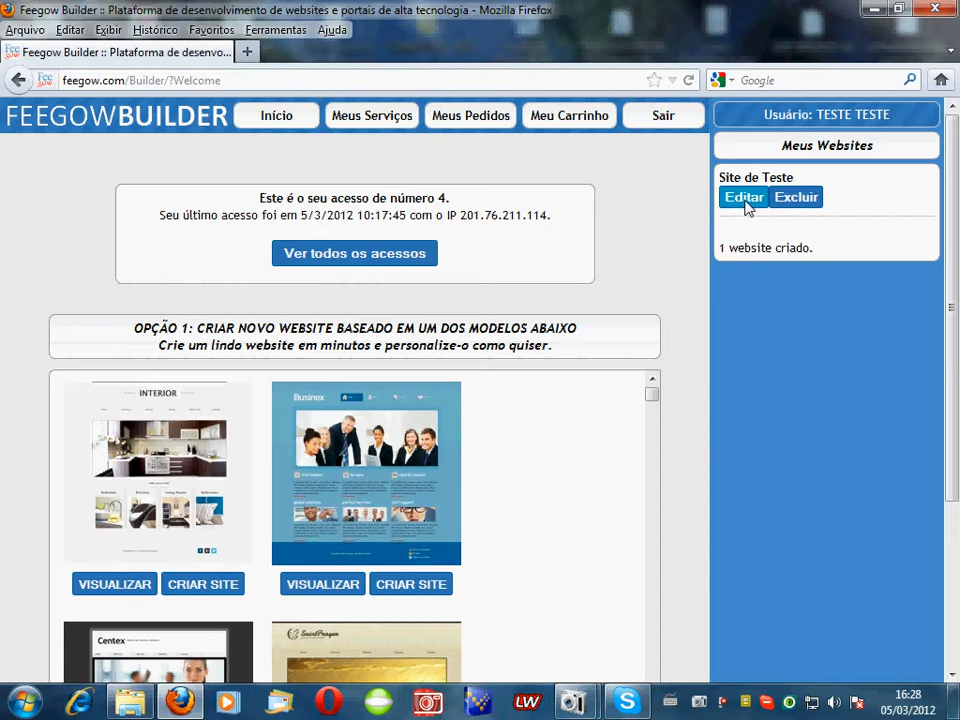 Feegow Builder :: Plataforma de desenvolvimento de websites e portais de alta tecnologia - Mozilla Firefox
Arquivo Editar Exibir Histórico Favoritos Ferramentas Ajuda
Feegow Builder :: Plataforma de desenvo... +
feegow.com/Builder/?Welcome Google
FEEGOWBUILDER Início Meus Serviços Meus Pedidos Meu Carrinho Sair Usuário: TESTE TESTE
Meus Websites
Site de Teste
Editar Excluir
1 website criado.
Este é o seu acesso de número 4.
Seu último acesso foi em 5/3/2012 10:17:45 com o IP 201.76.211.114.
Ver todos os acessos
OPÇÃO 1: CRIAR NOVO WEBSITE BASEADO EM UM DOS MODELOS ABAIXO
Crie um lindo website em minutos e personalize-o como quiser.
INTERIOR
Businex
VISUALIZAR CRIAR SITE VISUALIZAR CRIAR SITE
Centex
LW
16:28
05/03/2012